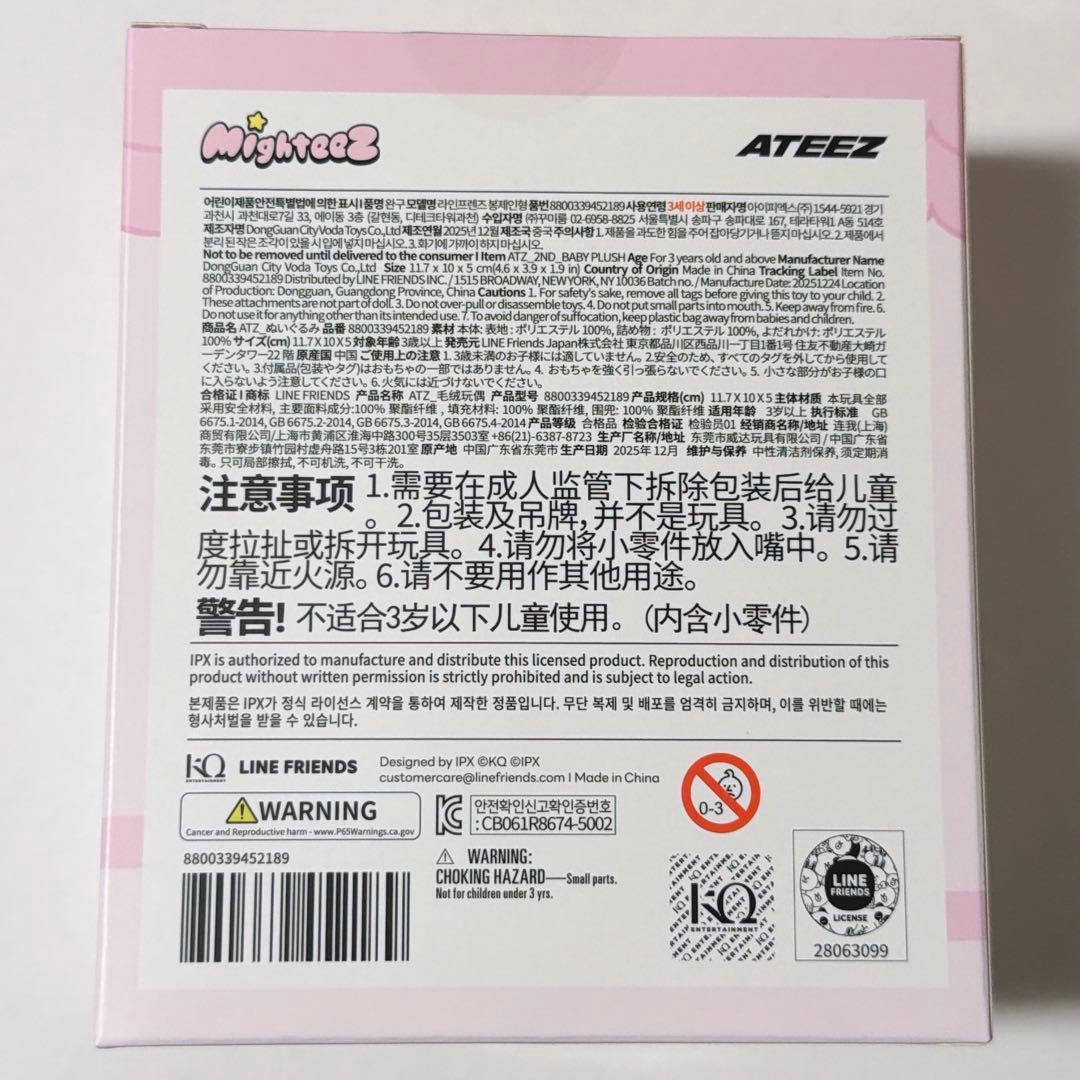 MighteeZ
ATEEZ
어린이제품안전특별법에의한 표시 I 품명 완구 모델명 라인프렌즈 봉제인형 품번 8800339452189 사용연령 3세 이상 판매자명 아이피엑스(주) 1544-5921 경기
과천시 과천대로7길 33, 에이동 3층 (갈현동, 디테크타워과천) 수입자명 ㈜꾸미룸 02-6958-8825 서울특별시 송파구 송파대로 167, 테라타워1 A동 514호
제조자명 DongGuan City Voda Toys Co.,Ltd 제조연월 2025년 12월 제조국 중국 주의사항 1. 제품을 과도한 힘을 주어 잡아당기거나 뜯지 마십시오. 2. 제품에서
분리 된 작은 조각이 있을 시 입에 넣지 마십시오. 3. 화기에 가까이 하지 마십시오.
Not to be removed until delivered to the consumer I Item ATZ_2ND_BABY PLUSH Age For 3 years old and above Manufacturer Name
DongGuan City Voda Toys Co.,Ltd Size 11.7 x 10 x 5 cm(4.6 x 3.9 x 1.9 in) Country of Origin Made in China Tracking Label Item No.
8800339452189 Distributed by LINE FRIENDS INC. / 1515 BROADWAY, NEW YORK, NY 10036 Batch no. / Manufacture Date: 20251224 Location
of Production: Dongguan, Guangdong Province, China Cautions 1. For safety's sake, remove all tags before giving this toy to your child. 2.
These attachments are not part of doll. 3. Do not over-pull or disassemble toys. 4. Do not put small parts into mouth. 5. Keep away from fire. 6.
Do not use it for anything other than its intended use. 7. To avoid danger of suffocation, keep plastic bag away from babies and children.
商品名 ATZ_ぬいぐるみ 品番 8800339452189 素材 本体: 表地 : ポリエステル 100%, 詰め物 : ポリエステル 100%, よだれかけ: ポリエステル
100% サイズ(cm) 11.7 X 10 X 5 対象年齢 3歳以上 発売元 LINE Friends Japan株式会社 東京都品川区西品川一丁目1番1号 住友不動産大崎ガ
ーデンタワー22 階 原産国 中国 ご使用上の注意 1. 3歳未満のお子様には適していません。2.安全のため、すべてのタグを外してから使用して
ください。3.付属品(包装やタグ)はおもちゃの一部ではありません。4. おもちゃを強く引っ張らないでください。5. 小さな部分がお子様の口
に入らないよう注意してください。6.火気には近づけないでください。
合格证 I 商标 LINE FRIENDS 产品名称 ATZ_毛绒玩偶 产品型号 8800339452189 产品规格(cm) 11.7 X 10 X 5 主体材质 本玩具全部
采用安全材料, 主要面料成分:100% 聚酯纤维 , 填充材料: 100% 聚酯纤维, 围兜: 100% 聚酯纤维 适用年龄 3岁以上 执行标准 GB
6675.1-2014, GB 6675.2-2014, GB 6675.3-2014, GB 6675.4-2014 产品等级 合格品 检验合格证 检验员01 经销商名称/地址 连我(上海)
商贸有限公司/上海市黄浦区淮海中路300号35层3503室 +86(21)-6387-8723 生产厂名称/地址 东莞市威达玩具有限公司 / 中国广东省
东莞市寮步镇竹园村虚舟路15号3栋201室 原产地 中国广东省东莞市 生产日期 2025年 12月 维护与保养 中性清洁剂保养, 须定期消
毒。只可局部擦拭, 不可机洗, 不可干洗。
注意事项 1.需要在成人监管下拆除包装后给儿童
。2.包装及吊牌, 并不是玩具。3.请勿过
度拉扯或拆开玩具。4.请勿将小零件放入嘴中。5.请
勿靠近火源。6.请不要用作其他用途。
警告! 不适合3岁以下儿童使用。(内含小零件)
IPX is authorized to manufacture and distribute this licensed product. Reproduction and distribution of this
product without written permission is strictly prohibited and is subject to legal action.
본제품은 IPX가 정식 라이선스 계약을 통하여 제작한 정품입니다. 무단 복제 및 배포를 엄격히 금지하며, 이를 위반할 때에는
형사처벌을 받을 수 있습니다.
KQ ENTERTAINMENT
LINE FRIENDS
Designed by IPX ©KQ ©IPX
customercare@linefriends.com I Made in China
0-3
WARNING
Cancer and Reproductive harm - www.P65Warnings.ca.gov
안전확인신고확인증번호
: CB061R8674-5002
8800339452189
WARNING:
CHOKING HAZARD—Small parts.
Not for children under 3 yrs.
KQ
ENTERTAINMENT
LINE
FRIENDS
LICENSE
28063099